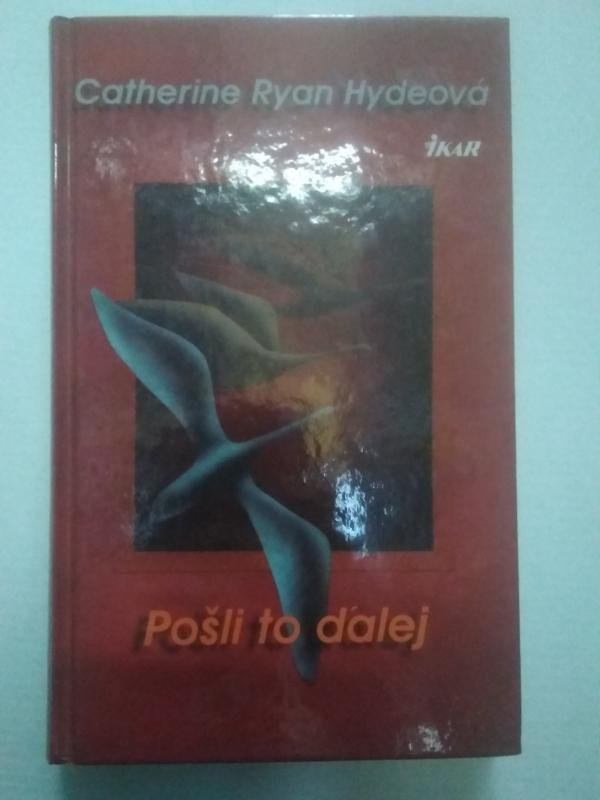 Catherine Ryan Hydeová
IKAR
Pošli to ďalej